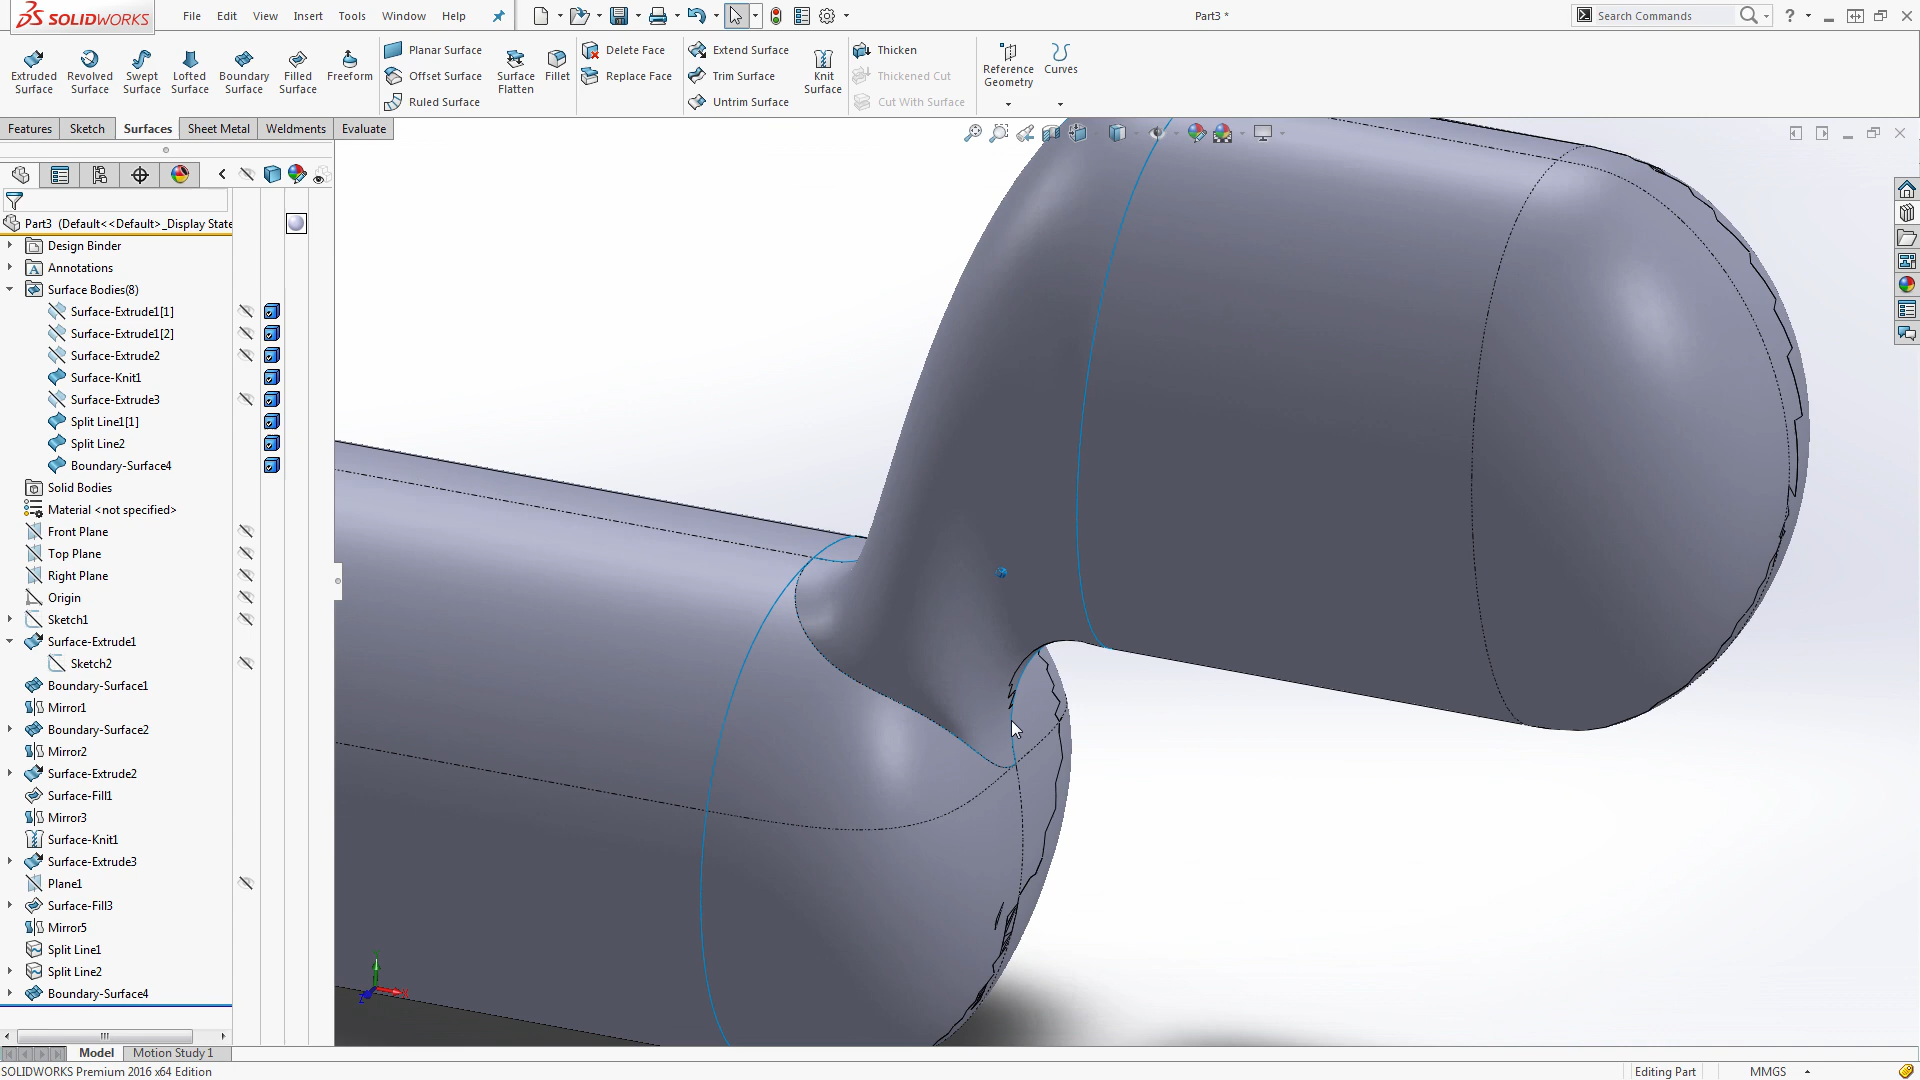 SOLIDWORKS File Edit View Insert Tools Window Help Part3 * Search Commands ?
Extruded Surface
Revolved Surface
Swept Surface
Lofted Surface
Boundary Surface
Filled Surface
Freeform
Planar Surface
Offset Surface
Ruled Surface
Surface Flatten
Fillet
Delete Face
Replace Face
Extend Surface
Trim Surface
Untrim Surface
Knit Surface
Thicken
Thickened Cut
Cut With Surface
Reference Geometry
Curves
Features Sketch Surfaces Sheet Metal Weldments Evaluate
Part3 (Default<<Default>_Display State
Design Binder
Annotations
Surface Bodies(8)
Surface-Extrude1[1]
Surface-Extrude1[2]
Surface-Extrude2
Surface-Knit1
Surface-Extrude3
Split Line1[1]
Split Line2
Boundary-Surface4
Solid Bodies
Material <not specified>
Front Plane
Top Plane
Right Plane
Origin
Sketch1
Surface-Extrude1
Sketch2
Boundary-Surface1
Mirror1
Boundary-Surface2
Mirror2
Surface-Extrude2
Surface-Fill1
Mirror3
Surface-Knit1
Surface-Extrude3
Plane1
Surface-Fill3
Mirror5
Split Line1
Split Line2
Boundary-Surface4
Model Motion Study 1
SOLIDWORKS Premium 2016 x64 Edition Editing Part MMGS